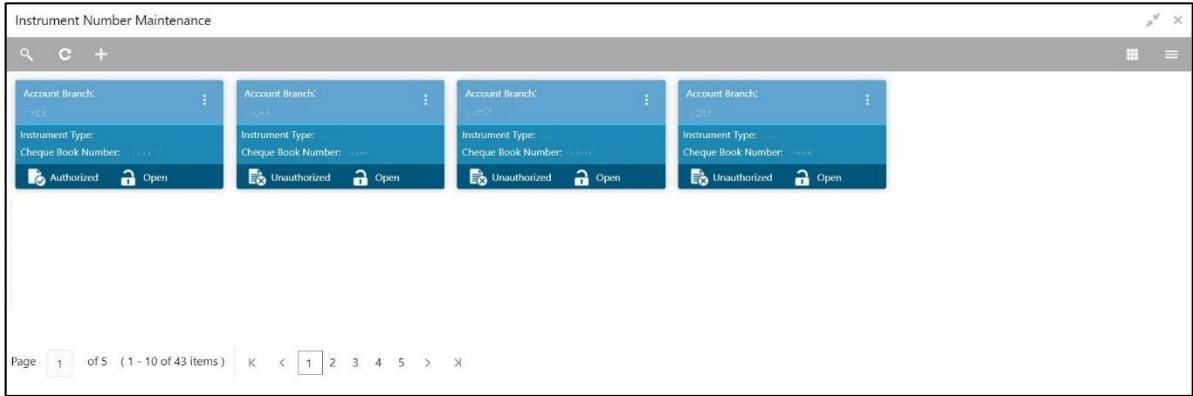 Instrument Number Maintenance
Account Branch:
Instrument Type:
Cheque Book Number:
Authorized Open
Account Branch:
Instrument Type:
Cheque Book Number:
Unauthorized Open
Account Branch:
Instrument Type:
Cheque Book Number:
Unauthorized Open
Account Branch:
Instrument Type:
Cheque Book Number:
Unauthorized Open
Page 1 of 5 ( 1 - 10 of 43 items ) 1 2 3 4 5